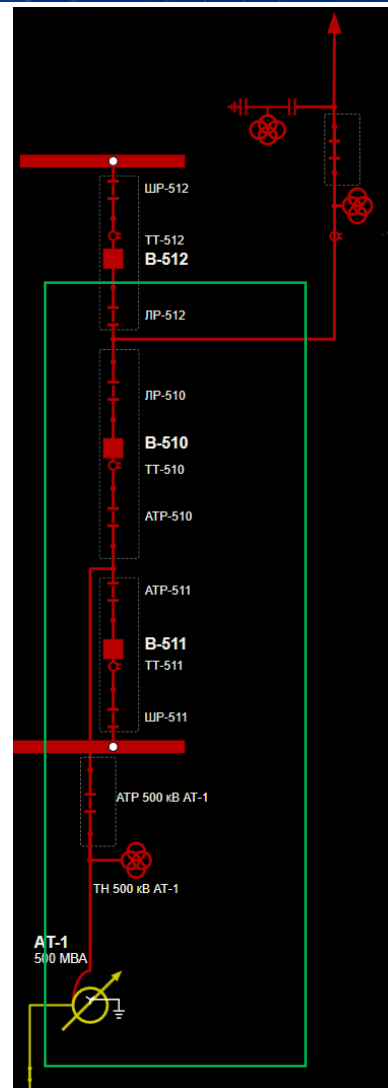 ШР-512
ТТ-512
В-512
ЛР-512
ЛР-510
В-510
ТТ-510
АТР-510
АТР-511
В-511
ТТ-511
ШР-511
АТР 500 кВ АТ-1
ТН 500 кВ АТ-1
АТ-1
500 МВА